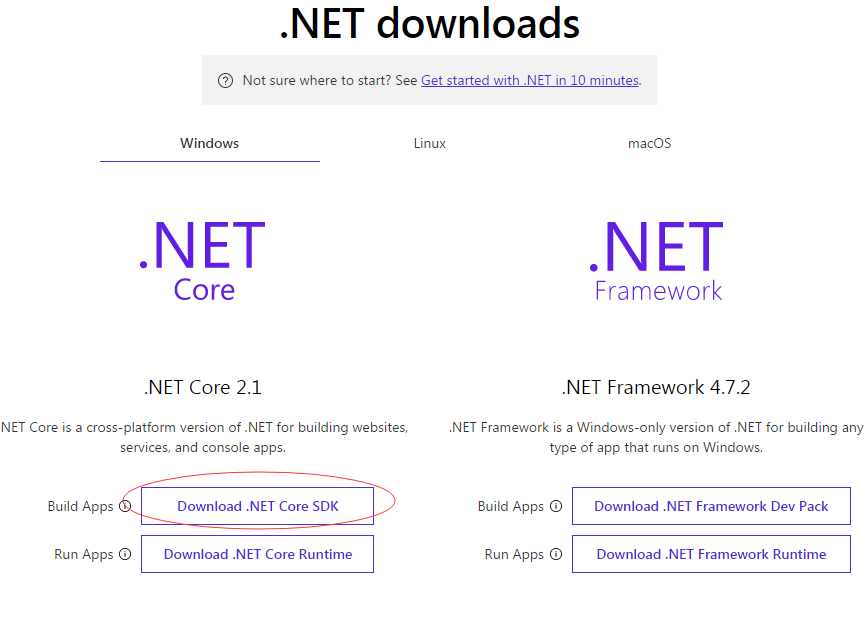 .NET downloads
Not sure where to start? See Get started with .NET in 10 minutes.
Windows
Linux
macOS
.NET
Core
.NET Core 2.1
NET Core is a cross-platform version of .NET for building websites,
services, and console apps.
Build Apps
Download .NET Core SDK
Run Apps
Download .NET Core Runtime
.NET
Framework
.NET Framework 4.7.2
.NET Framework is a Windows-only version of .NET for building any
type of app that runs on Windows.
Build Apps
Download .NET Framework Dev Pack
Run Apps
Download .NET Framework Runtime